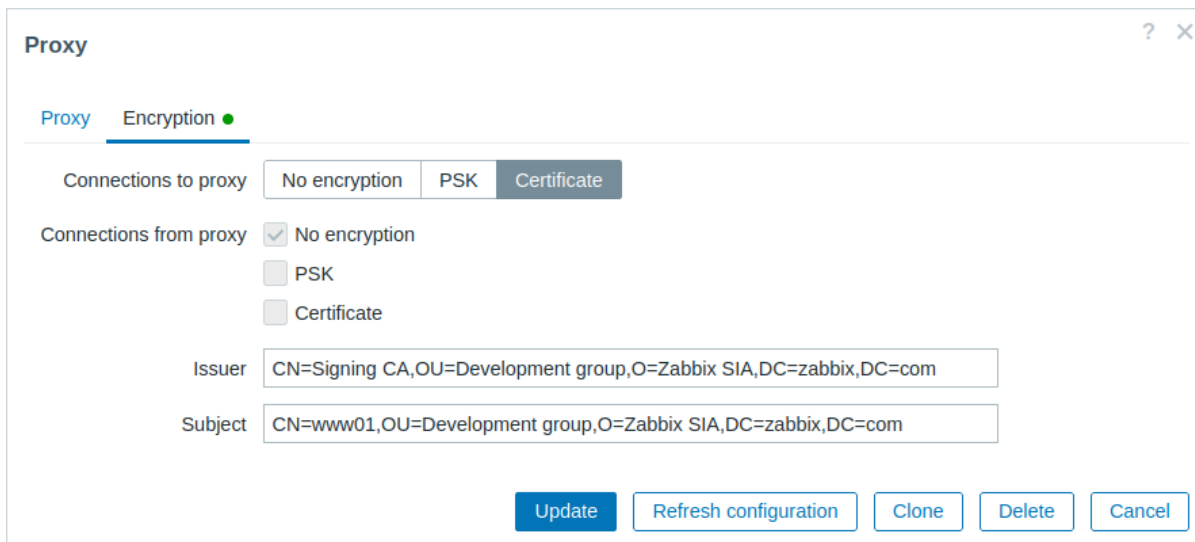 Proxy
?
Proxy Encryption
Connections to proxy No encryption PSK Certificate
Connections from proxy No encryption
PSK
Certificate
Issuer CN=Signing CA,OU=Development group,O=Zabbix SIA,DC=zabbix,DC=com
Subject CN=www01,OU=Development group,O=Zabbix SIA,DC=zabbix,DC=com
Update Refresh configuration Clone Delete Cancel